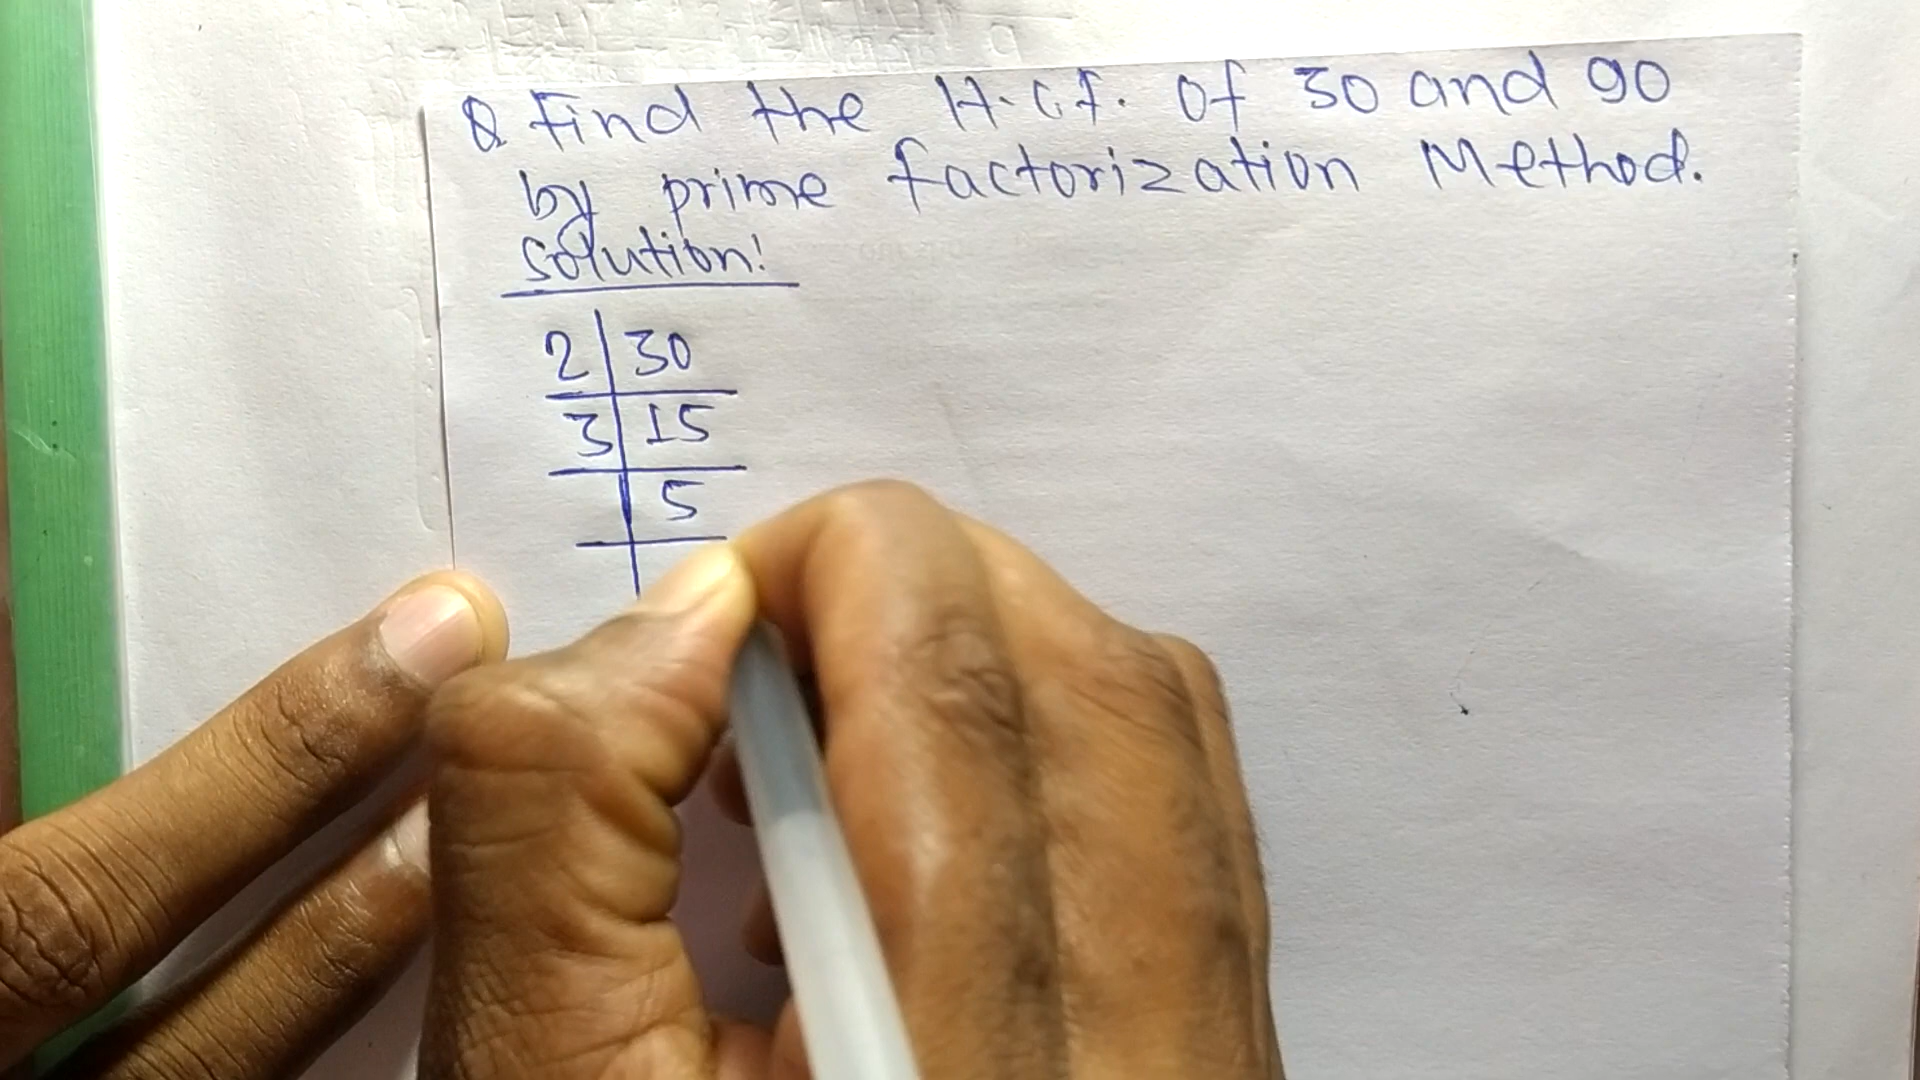 Q Find the H.C.F. Of 30 and 90
by prime factorization Method.
Solution!
2 30
3 15
5